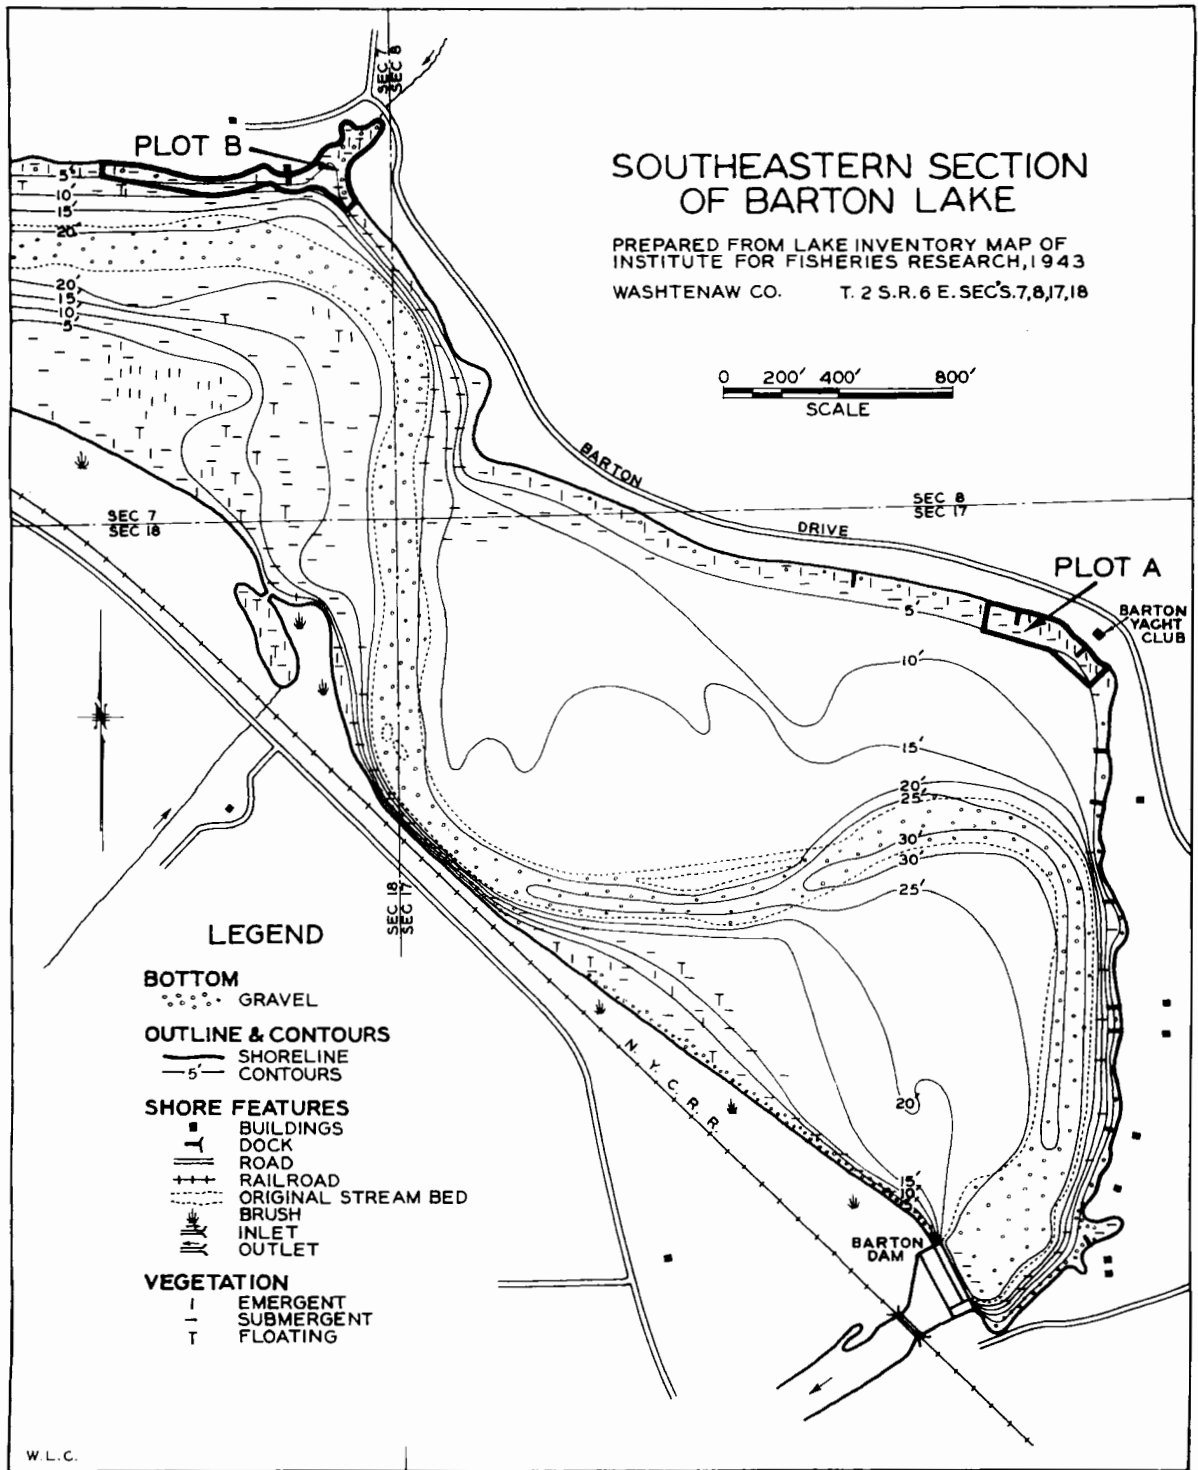 SEC 7
SEC 8
PLOT B
SOUTHEASTERN SECTION
OF BARTON LAKE
PREPARED FROM LAKE INVENTORY MAP OF
INSTITUTE FOR FISHERIES RESEARCH, 1943
WASHTENAW CO. T. 2 S. R. 6 E. SEC'S. 7, 8, 17, 18
0 200' 400' 800'
SCALE
5'
10'
15'
20'
20'
15'
10'
5'
BARTON
DRIVE
SEC 8
SEC 17
SEC 7
SEC 18
PLOT A
BARTON
YACHT
CLUB
5'
10'
15'
20'
25'
30'
30'
25'
SEC 18
SEC 17
20'
15'
10'
N. Y. C. R. R.
BARTON
DAM
LEGEND
BOTTOM
GRAVEL
OUTLINE & CONTOURS
SHORELINE
5' CONTOURS
SHORE FEATURES
BUILDINGS
DOCK
ROAD
RAILROAD
ORIGINAL STREAM BED
BRUSH
INLET
OUTLET
VEGETATION
EMERGENT
SUBMERGENT
T FLOATING
W. L. C.